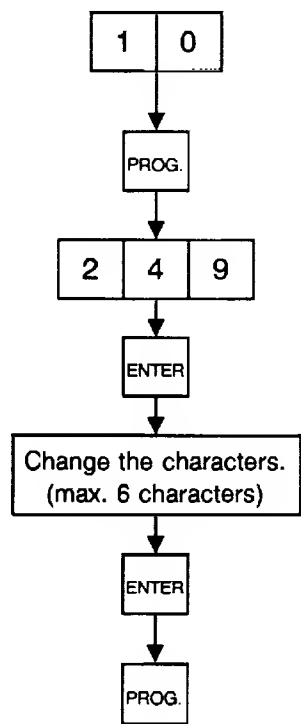 1 0
PROG.
2 4 9
ENTER
Change the characters.
(max. 6 characters)
ENTER
PROG.